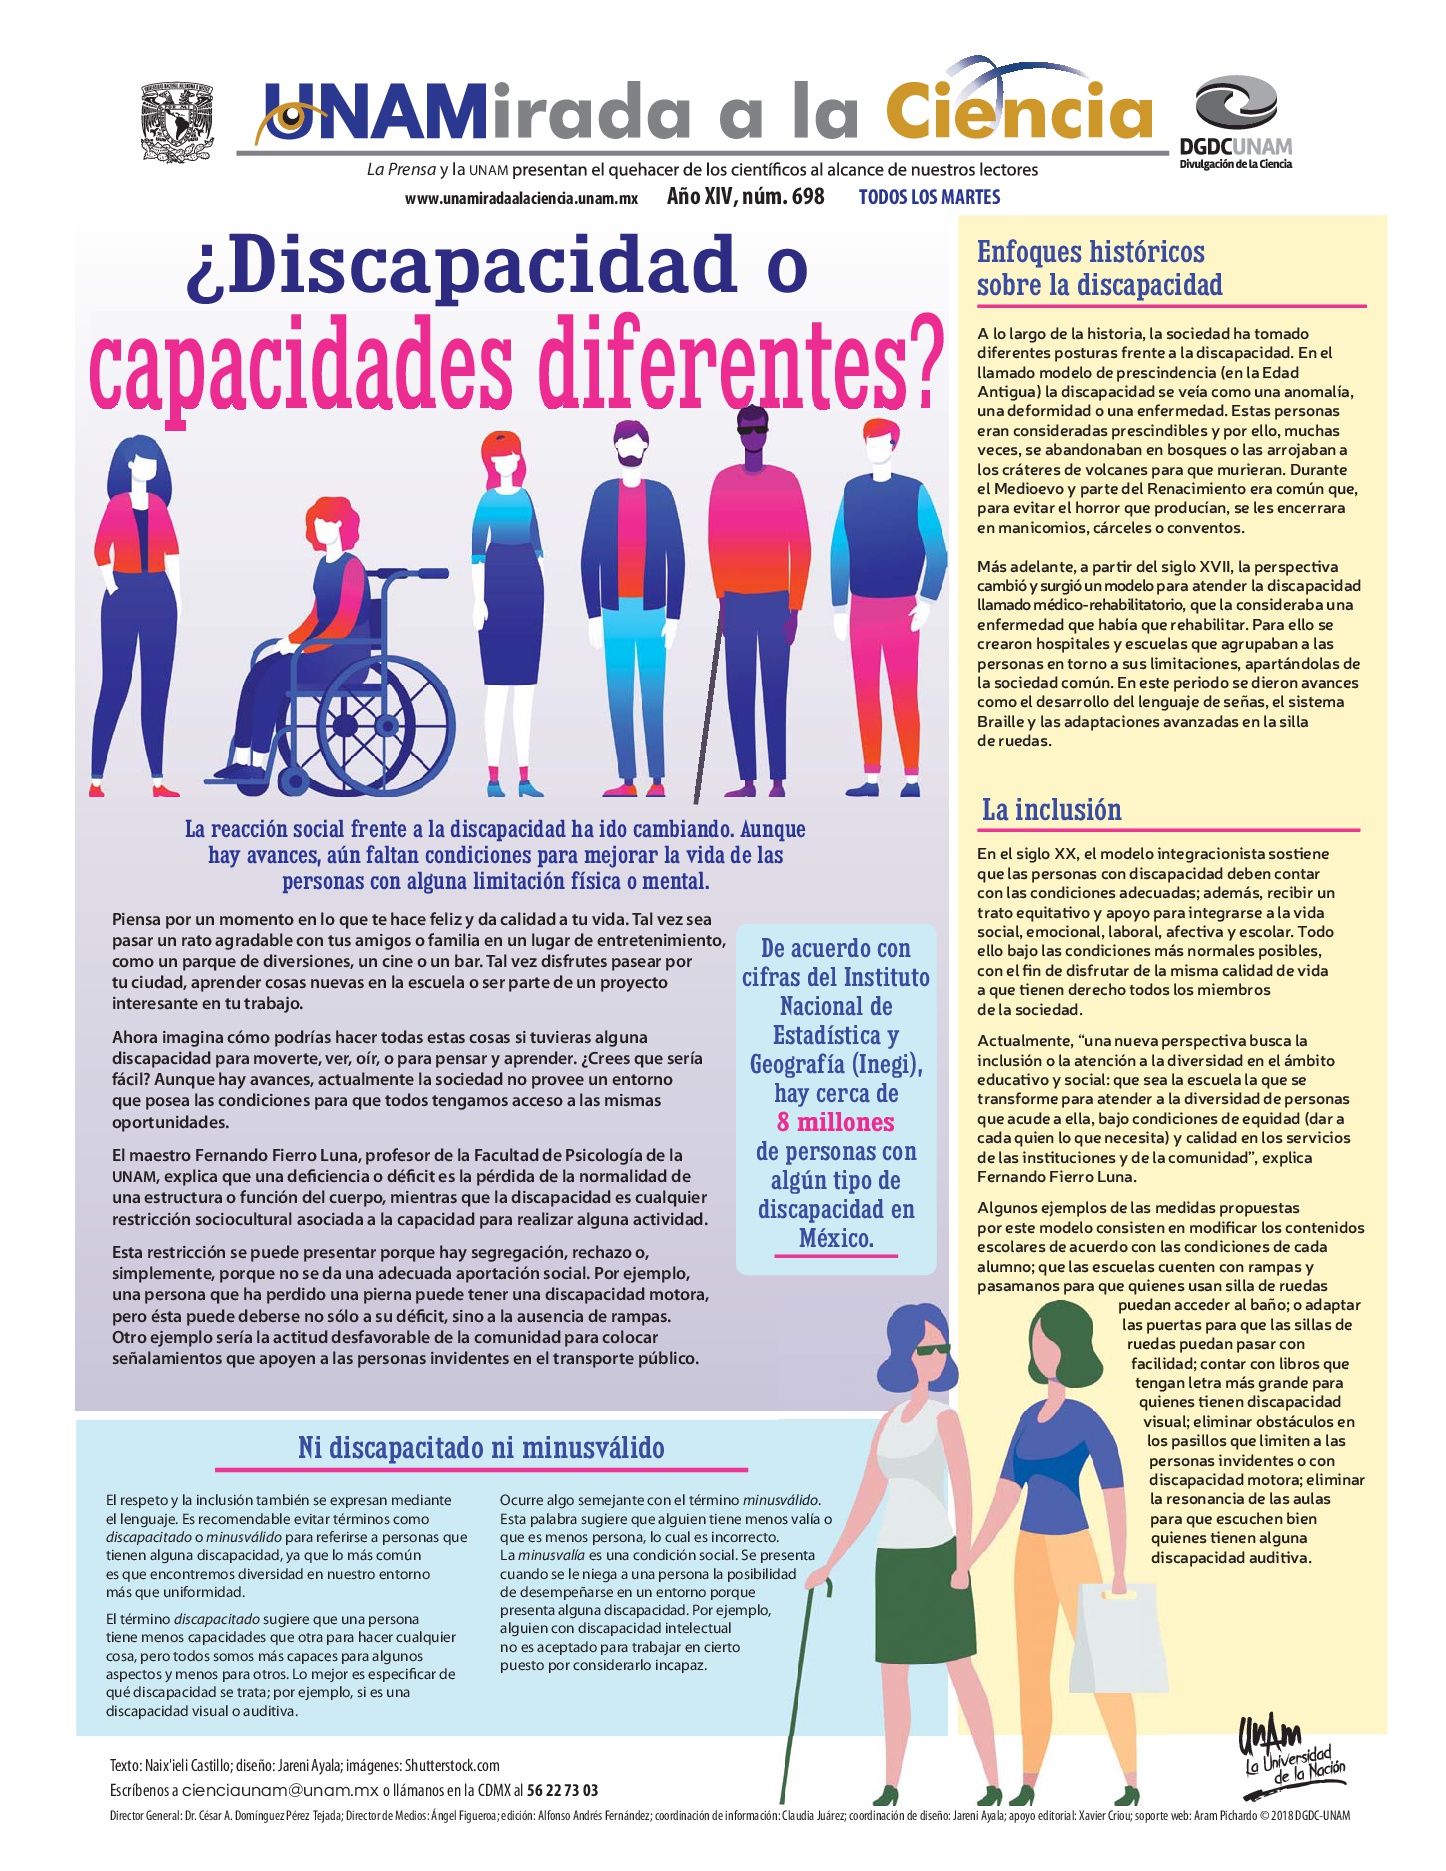 UNAMirada a la Ciencia
DGDCUNAM
Divulgación de la Ciencia
La Prensa y la UNAM presentan el quehacer de los científicos al alcance de nuestros lectores
www.unamiradaalaciencia.unam.mx Año XIV, núm. 698 TODOS LOS MARTES
¿Discapacidad o
capacidades diferentes?
La reacción social frente a la discapacidad ha ido cambiando. Aunque
hay avances, aún faltan condiciones para mejorar la vida de las
personas con alguna limitación física o mental.
Piensa por un momento en lo que te hace feliz y da calidad a tu vida. Tal vez sea
pasar un rato agradable con tus amigos o familia en un lugar de entretenimiento,
como un parque de diversiones, un cine o un bar. Tal vez disfrutes pasear por
tu ciudad, aprender cosas nuevas en la escuela o ser parte de un proyecto
interesante en tu trabajo.
Ahora imagina cómo podrías hacer todas estas cosas si tuvieras alguna
discapacidad para moverte, ver, oír, o para pensar y aprender. ¿Crees que sería
fácil? Aunque hay avances, actualmente la sociedad no provee un entorno
que posea las condiciones para que todos tengamos acceso a las mismas
oportunidades.
El maestro Fernando Fierro Luna, profesor de la Facultad de Psicología de la
UNAM, explica que una deficiencia o déficit es la pérdida de la normalidad de
una estructura o función del cuerpo, mientras que la discapacidad es cualquier
restricción sociocultural asociada a la capacidad para realizar alguna actividad.
Esta restricción se puede presentar porque hay segregación, rechazo o,
simplemente, porque no se da una adecuada aportación social. Por ejemplo,
una persona que ha perdido una pierna puede tener una discapacidad motora,
pero ésta puede deberse no sólo a su déficit, sino a la ausencia de rampas.
Otro ejemplo sería la actitud desfavorable de la comunidad para colocar
señalamientos que apoyen a las personas invidentes en el transporte público.
De acuerdo con
cifras del Instituto
Nacional de
Estadística y
Geografía (Inegi),
hay cerca de
8 millones
de personas con
algún tipo de
discapacidad en
México.
Ni discapacitado ni minusválido
El respeto y la inclusión también se expresan mediante
el lenguaje. Es recomendable evitar términos como
discapacitado o minusválido para referirse a personas que
tienen alguna discapacidad, ya que lo más común
es que encontremos diversidad en nuestro entorno
más que uniformidad.
El término discapacitado sugiere que una persona
tiene menos capacidades que otra para hacer cualquier
cosa, pero todos somos más capaces para algunos
aspectos y menos para otros. Lo mejor es especificar de
qué discapacidad se trata; por ejemplo, si es una
discapacidad visual o auditiva.
Ocurre algo semejante con el término minusválido.
Esta palabra sugiere que alguien tiene menos valía o
que es menos persona, lo cual es incorrecto.
La minusvalía es una condición social. Se presenta
cuando se le niega a una persona la posibilidad
de desempeñarse en un entorno porque
presenta alguna discapacidad. Por ejemplo,
alguien con discapacidad intelectual
no es aceptado para trabajar en cierto
puesto por considerarlo incapaz.
Enfoques históricos
sobre la discapacidad
A lo largo de la historia, la sociedad ha tomado
diferentes posturas frente a la discapacidad. En el
llamado modelo de prescindencia (en la Edad
Antigua) la discapacidad se veía como una anomalía,
una deformidad o una enfermedad. Estas personas
eran consideradas prescindibles y por ello, muchas
veces, se abandonaban en bosques o las arrojaban a
los cráteres de volcanes para que murieran. Durante
el Medioevo y parte del Renacimiento era común que,
para evitar el horror que producían, se les encerrara
en manicomios, cárceles o conventos.
Más adelante, a partir del siglo XVII, la perspectiva
cambió y surgió un modelo para atender la discapacidad
llamado médico-rehabilitatorio, que la consideraba una
enfermedad que había que rehabilitar. Para ello se
crearon hospitales y escuelas que agrupaban a las
personas en torno a sus limitaciones, apartándolas de
la sociedad común. En este periodo se dieron avances
como el desarrollo del lenguaje de señas, el sistema
Braille y las adaptaciones avanzadas en la silla
de ruedas.
La inclusión
En el siglo XX, el modelo integracionista sostiene
que las personas con discapacidad deben contar
con las condiciones adecuadas; además, recibir un
trato equitativo y apoyo para integrarse a la vida
social, emocional, laboral, afectiva y escolar. Todo
ello bajo las condiciones más normales posibles,
con el fin de disfrutar de la misma calidad de vida
a que tienen derecho todos los miembros
de la sociedad.
Actualmente, “una nueva perspectiva busca la
inclusión o la atención a la diversidad en el ámbito
educativo y social: que sea la escuela la que se
transforme para atender a la diversidad de personas
que acude a ella, bajo condiciones de equidad (dar a
cada quien lo que necesita) y calidad en los servicios
de las instituciones y de la comunidad”, explica
Fernando Fierro Luna.
Algunos ejemplos de las medidas propuestas
por este modelo consisten en modificar los contenidos
escolares de acuerdo con las condiciones de cada
alumno; que las escuelas cuenten con rampas y
pasamanos para que quienes usan silla de ruedas
puedan acceder al baño; o adaptar
las puertas para que las sillas de
ruedas puedan pasar con
facilidad; contar con libros que
tengan letra más grande para
quienes tienen discapacidad
visual; eliminar obstáculos en
los pasillos que limiten a las
personas invidentes o con
discapacidad motora; eliminar
la resonancia de las aulas
para que escuchen bien
quienes tienen alguna
discapacidad auditiva.
UNAM
La Universidad
de la Nación
Texto: Naix'ieli Castillo; diseño: Jareni Ayala; imágenes: Shutterstock.com
Escríbenos a cienciaunam@unam.mx o llámanos en la CDMX al 56 22 73 03
Director General: Dr. César A. Domínguez Pérez Tejada; Director de Medios: Ángel Figueroa; edición: Alfonso Andrés Fernández; coordinación de información: Claudia Juárez; coordinación de diseño: Jareni Ayala; apoyo editorial: Xavier Criou; soporte web: Aram Pichardo © 2018 DGDC-UNAM